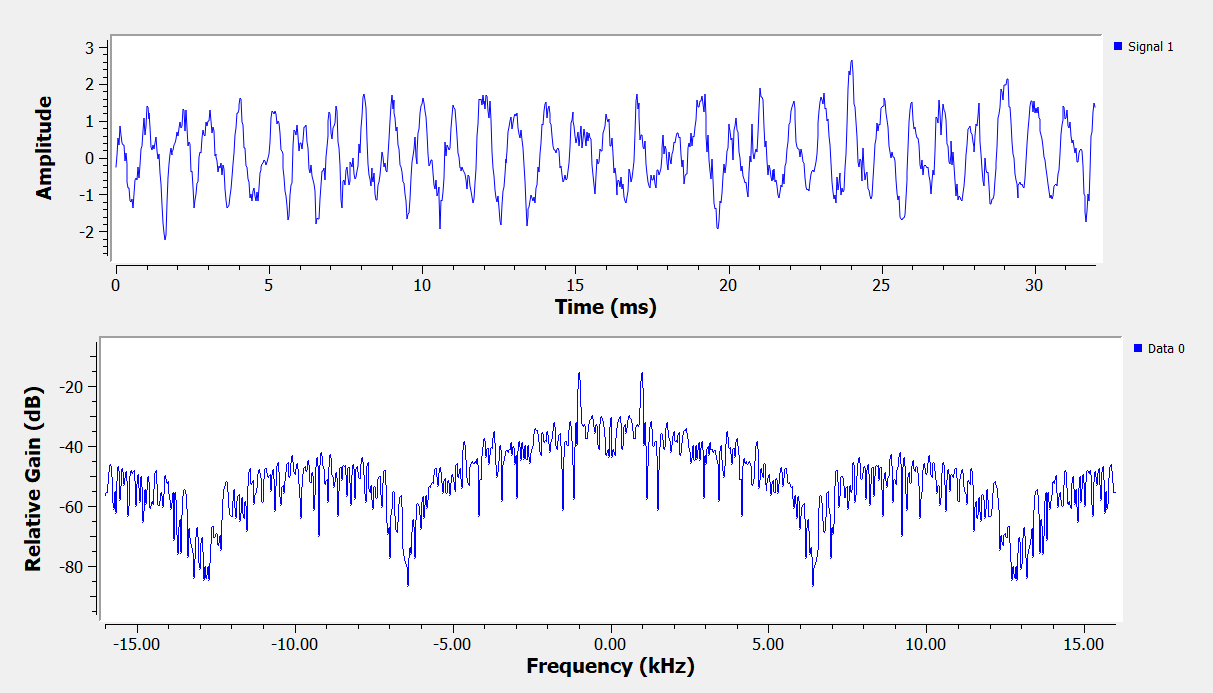 3
2
1
0
-1
-2
Amplitude
0 5 10 15 20 25 30
Time (ms)
Signal 1
-20
-40
-60
-80
Relative Gain (dB)
-15.00 -10.00 -5.00 0.00 5.00 10.00 15.00
Frequency (kHz)
Data 0